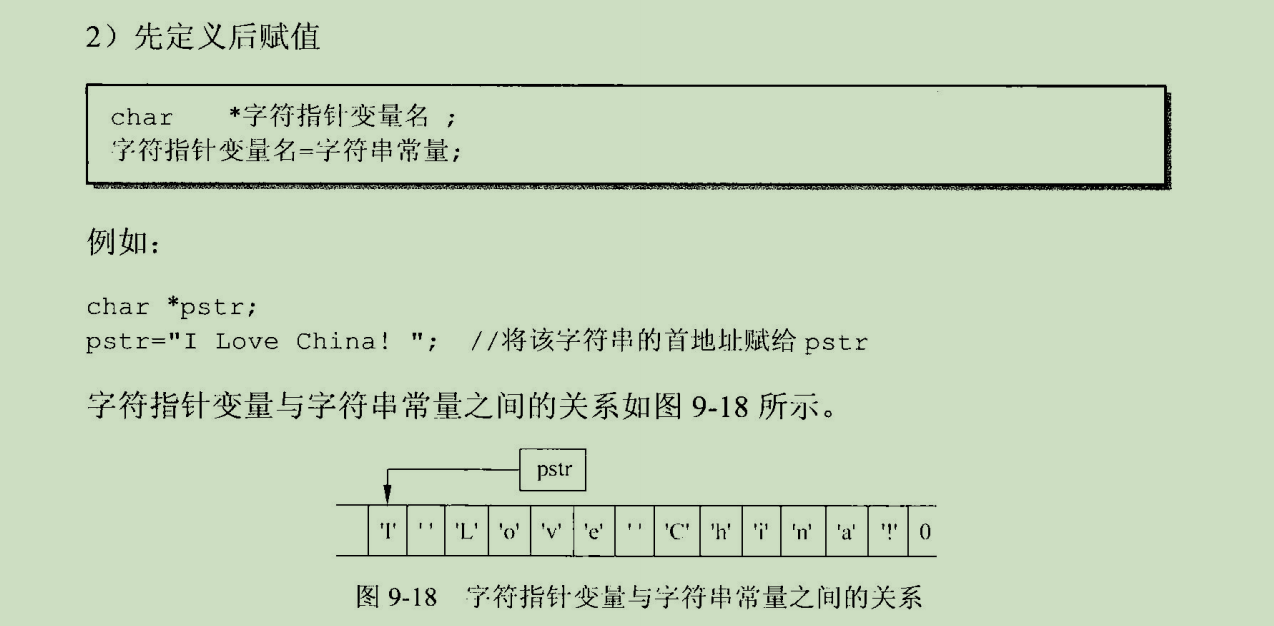 2）先定义后赋值
char    *字符指针变量名 ;
字符指针变量名=字符串常量;
例如：
char *pstr;
pstr="I Love China! ";  //将该字符串的首地址赋给 pstr
字符指针变量与字符串常量之间的关系如图 9-18 所示。
pstr
'I' ' ' 'L' 'o' 'v' 'e' ' ' 'C' 'h' 'i' 'n' 'a' '!' 0
图 9-18  字符指针变量与字符串常量之间的关系